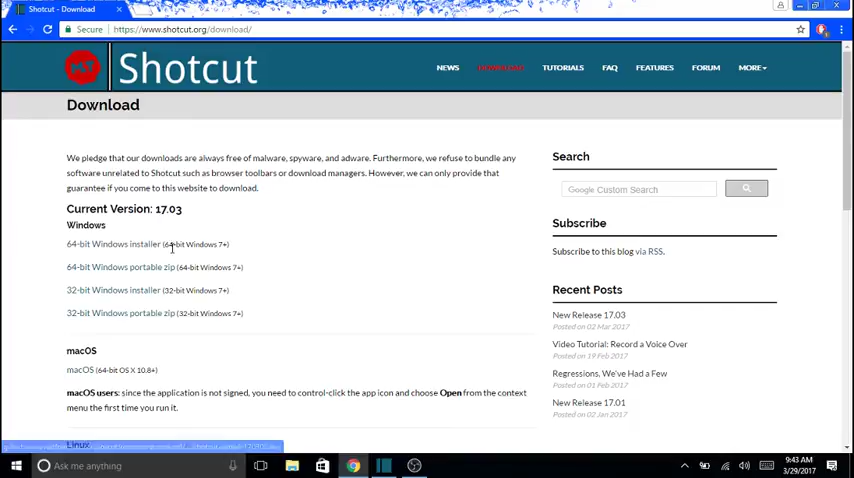 Shotcut - Download
Secure | https://www.shotcut.org/download/
Shotcut
NEWS DOWNLOAD TUTORIALS FAQ FEATURES FORUM MORE
Download
We pledge that our downloads are always free of malware, spyware, and adware. Furthermore, we refuse to bundle any
software unrelated to Shotcut such as browser toolbars or download managers. However, we can only provide that
guarantee if you come to this website to download.
Current Version: 17.03
Windows
64-bit Windows installer (64-bit Windows 7+)
64-bit Windows portable zip (64-bit Windows 7+)
32-bit Windows installer (32-bit Windows 7+)
32-bit Windows portable zip (32-bit Windows 7+)
macOS
macOS (64-bit OS X 10.8+)
macOS users: since the application is not signed, you need to control-click the app icon and choose Open from the context
menu the first time you run it.
Linux
Search
Google Custom Search
Subscribe
Subscribe to this blog via RSS.
Recent Posts
New Release 17.03
Posted on 02 Mar 2017
Video Tutorial: Record a Voice Over
Posted on 19 Feb 2017
Regressions, We've Had a Few
Posted on 01 Feb 2017
New Release 17.01
Posted on 02 Jan 2017
Ask me anything
9:43 AM
3/29/2017